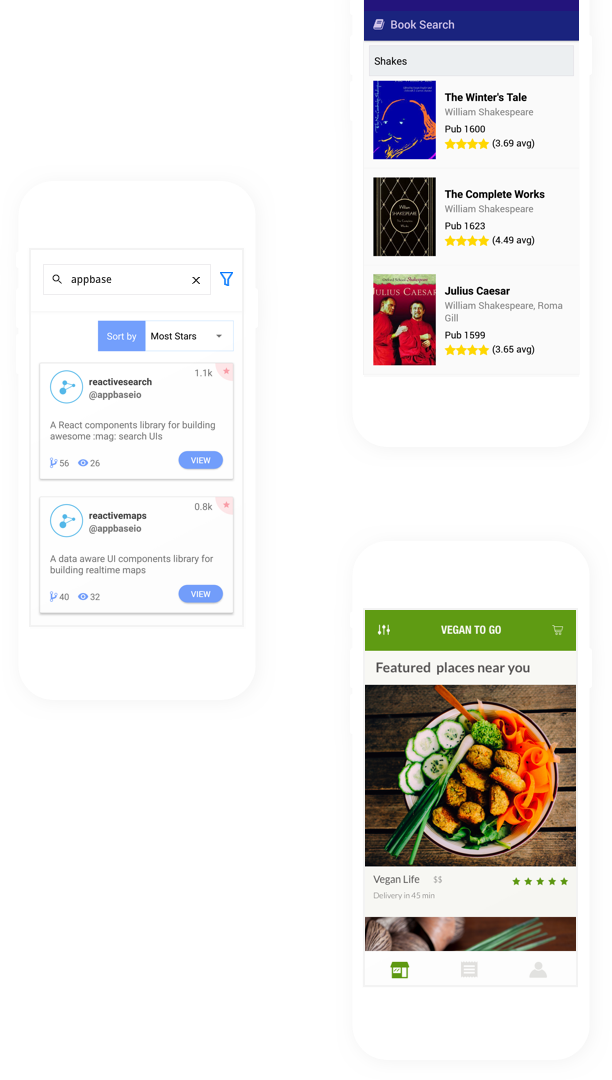 Book Search
Shakes
The Winter's Tale
William Shakespeare
Pub 1600
(3.69 avg)
William
SHAKESPEARE
The Complete Works
William Shakespeare
Pub 1623
(4.49 avg)
JULIUS CAESAR
Julius Caesar
William Shakespeare, Roma
Gill
Pub 1599
(3.65 avg)
appbase
Sort by Most Stars
1.1k
reactivesearch
@appbaseio
A React components library for building
awesome :mag: search UIs
56 26 VIEW
0.8k
reactivemaps
@appbaseio
A data aware UI components library for
building realtime maps
40 32 VIEW
VEGAN TO GO
Featured places near you
Vegan Life $$
Delivery in 45 min